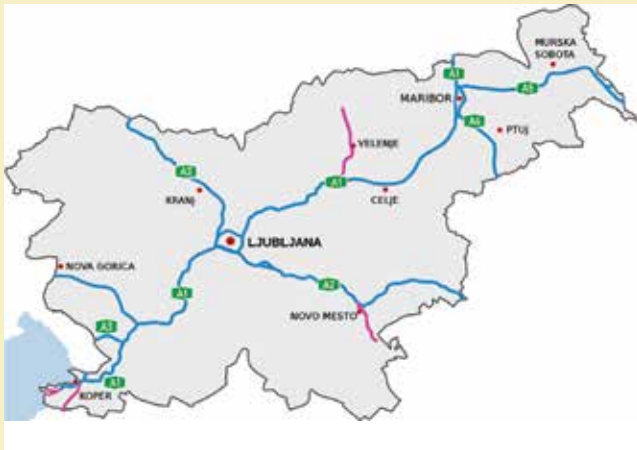 MURSKA
SOBOTA
A1
A5
MARIBOR
A4
PTUJ
VELENJE
A2
A1
KRANJ
CELJE
LJUBLJANA
NOVA GORICA
A1
A2
NOVO MESTO
A3
A1
KOPER